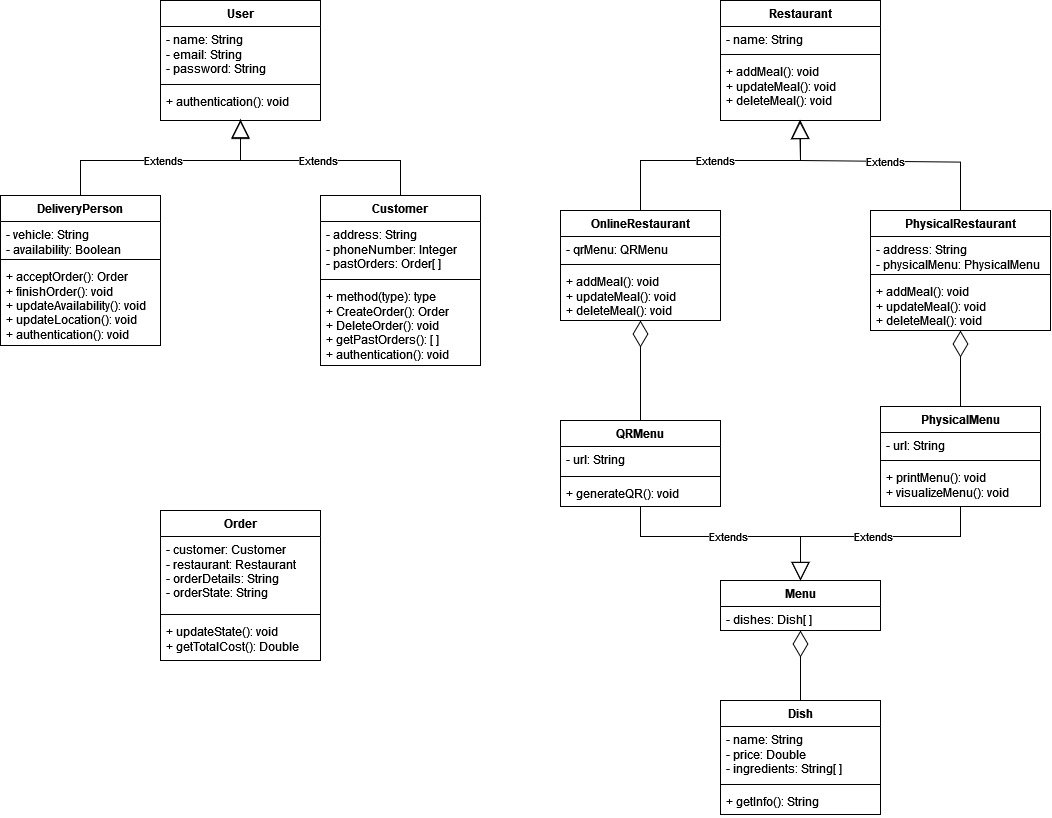 User
- name: String
- email: String
- password: String
+ authentication(): void
Extends
Extends
DeliveryPerson
- vehicle: String
- availability: Boolean
+ acceptOrder(): Order
+ finishOrder(): void
+ updateAvailability(): void
+ updateLocation(): void
+ authentication(): void
Customer
- address: String
- phoneNumber: Integer
- pastOrders: Order[ ]
+ method(type): type
+ CreateOrder(): Order
+ DeleteOrder(): void
+ getPastOrders(): [ ]
+ authentication(): void
Order
- customer: Customer
- restaurant: Restaurant
- orderDetails: String
- orderState: String
+ updateState(): void
+ getTotalCost(): Double
Restaurant
- name: String
+ addMeal(): void
+ updateMeal(): void
+ deleteMeal(): void
Extends
Extends
OnlineRestaurant
- qrMenu: QRMenu
+ addMeal(): void
+ updateMeal(): void
+ deleteMeal(): void
PhysicalRestaurant
- address: String
- physicalMenu: PhysicalMenu
+ addMeal(): void
+ updateMeal(): void
+ deleteMeal(): void
QRMenu
- url: String
+ generateQR(): void
PhysicalMenu
- url: String
+ printMenu(): void
+ visualizeMenu(): void
Extends
Extends
Menu
- dishes: Dish[ ]
Dish
- name: String
- price: Double
- ingredients: String[ ]
+ getInfo(): String